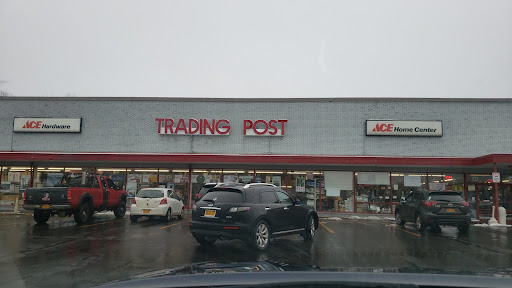 ACE Hardware
TRADING POST
ACE Home Center